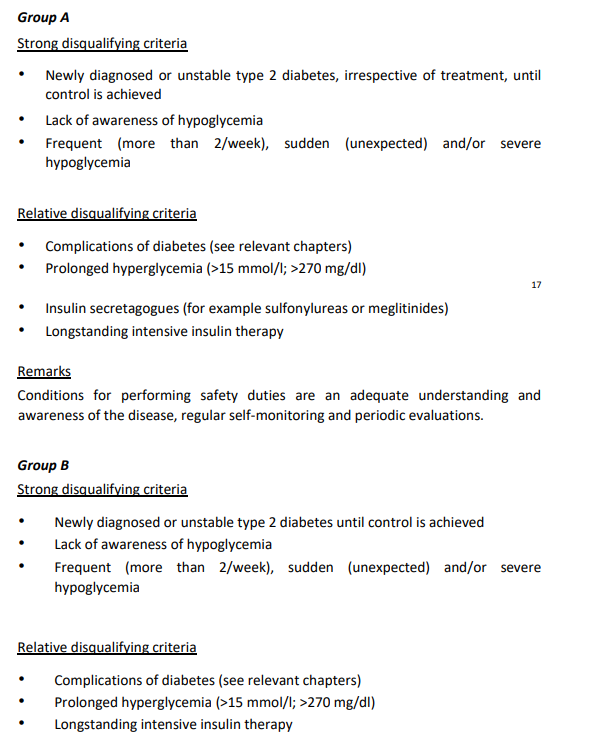 Group A
Strong disqualifying criteria
• Newly diagnosed or unstable type 2 diabetes, irrespective of treatment, until
control is achieved
• Lack of awareness of hypoglycemia
• Frequent (more than 2/week), sudden (unexpected) and/or severe
hypoglycemia
Relative disqualifying criteria
• Complications of diabetes (see relevant chapters)
• Prolonged hyperglycemia (>15 mmol/l; >270 mg/dl)
17
• Insulin secretagogues (for example sulfonylureas or meglitinides)
• Longstanding intensive insulin therapy
Remarks
Conditions for performing safety duties are an adequate understanding and
awareness of the disease, regular self-monitoring and periodic evaluations.
Group B
Strong disqualifying criteria
• Newly diagnosed or unstable type 2 diabetes until control is achieved
• Lack of awareness of hypoglycemia
• Frequent (more than 2/week), sudden (unexpected) and/or severe
hypoglycemia
Relative disqualifying criteria
• Complications of diabetes (see relevant chapters)
• Prolonged hyperglycemia (>15 mmol/l; >270 mg/dl)
• Longstanding intensive insulin therapy